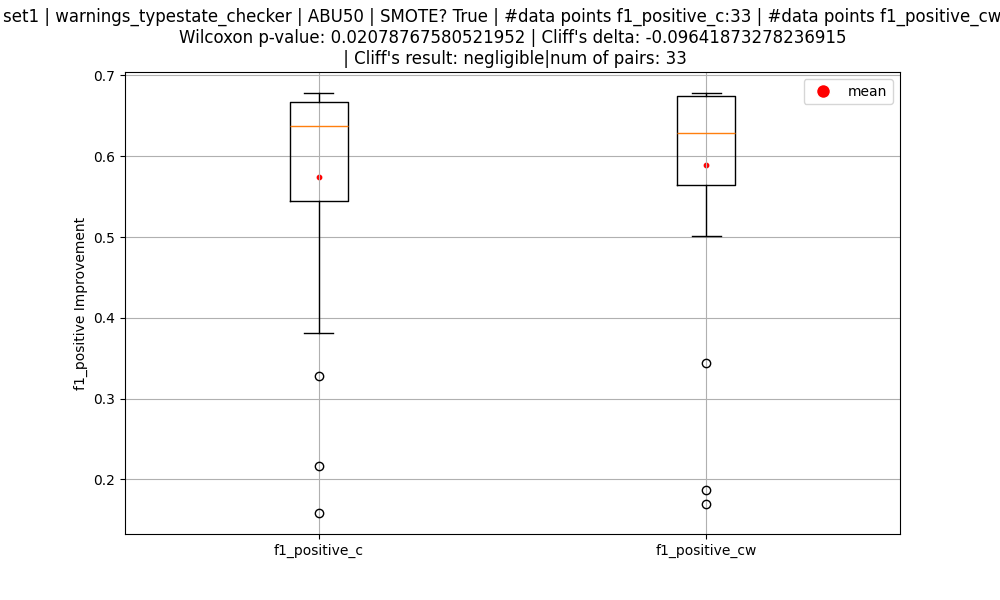 set1 | warnings_typestate_checker | ABU50 | SMOTE? True | #data points f1_positive_c:33 | #data points f1_positive_cw
Wilcoxon p-value: 0.02078767580521952 | Cliff's delta: -0.09641873278236915
| Cliff's result: negligible|num of pairs: 33
0.7
mean
0.6
0.5
0.4
0.3
0.2
f1_positive Improvement
f1_positive_c
f1_positive_cw